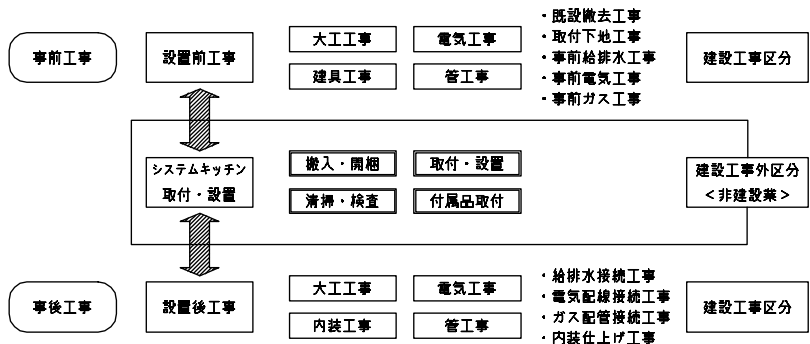 事前工事
設置前工事
大工工事
電気工事
建具工事
管工事
・既設撤去工事
・取付下地工事
・事前給排水工事
・事前電気工事
・事前ガス工事
建設工事区分
システムキッチン
取付・設置
搬入・開梱
取付・設置
清掃・検査
付属品取付
建設工事外区分
＜非建設業＞
事後工事
設置後工事
大工工事
電気工事
内装工事
管工事
・給排水接続工事
・電気配線接続工事
・ガス配管接続工事
・内装仕上げ工事
建設工事区分